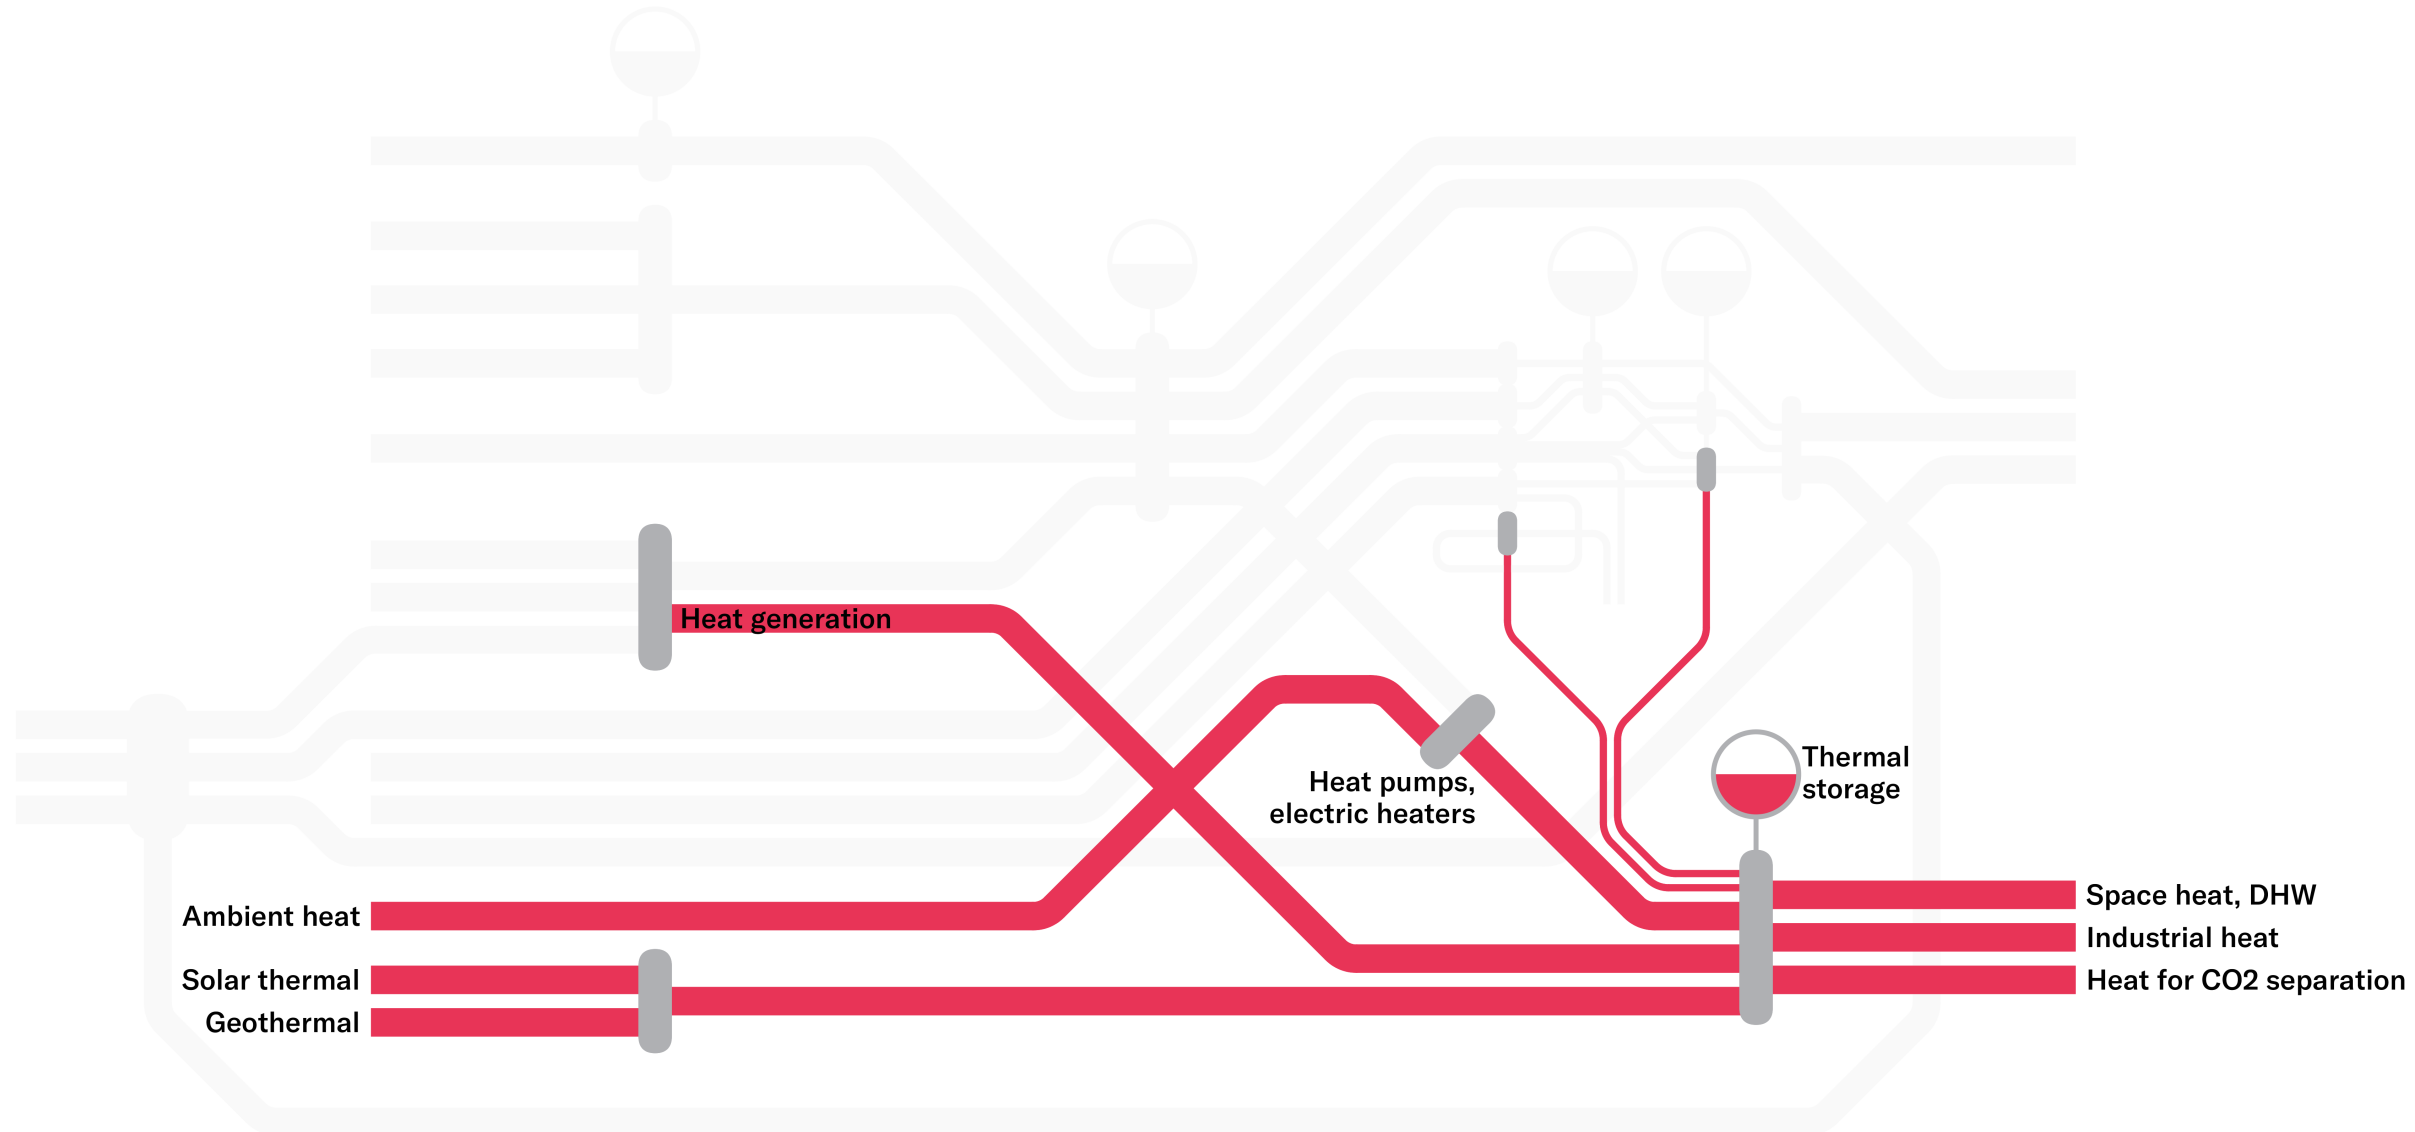 Heat generation
Heat pumps,
electric heaters
Thermal
storage
Ambient heat
Solar thermal
Geothermal
Space heat, DHW
Industrial heat
Heat for CO2 separation